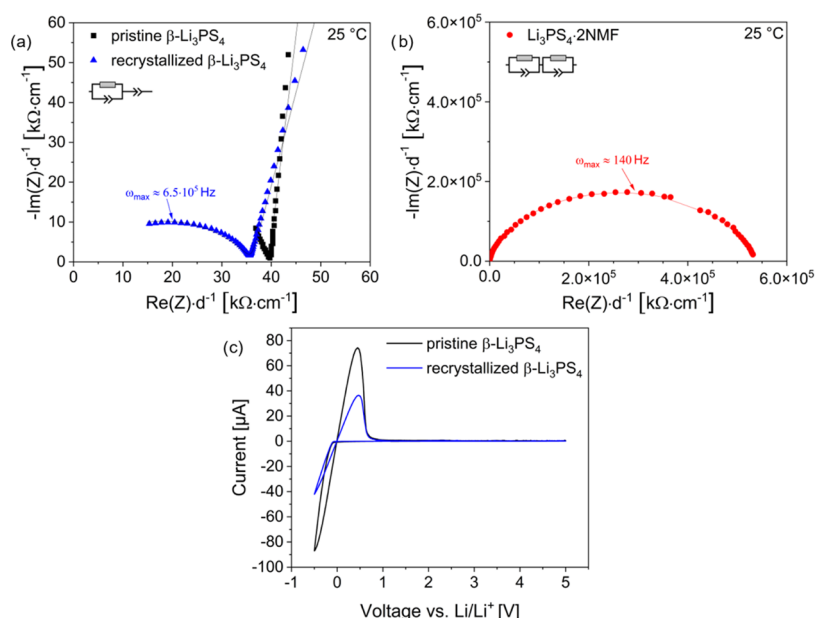 (a)
pristine β-Li₃PS₄
recrystallized β-Li₃PS₄
25 °C
ωmax ≈ 6.5·10⁵ Hz
-Im(Z)·d⁻¹ [kΩ·cm⁻¹]
60
50
40
30
20
10
0
0 10 20 30 40 50 60
Re(Z)·d⁻¹ [kΩ·cm⁻¹]
(b)
Li₃PS₄·2NMF
25 °C
ωmax ≈ 140 Hz
-Im(Z)·d⁻¹ [kΩ·cm⁻¹]
6.0×10⁵
4.0×10⁵
2.0×10⁵
0.0
0.0 2.0×10⁵ 4.0×10⁵ 6.0×10⁵
Re(Z)·d⁻¹ [kΩ·cm⁻¹]
(c)
pristine β-Li₃PS₄
recrystallized β-Li₃PS₄
Current [µA]
80
60
40
20
0
-20
-40
-60
-80
-100
-1 0 1 2 3 4 5
Voltage vs. Li/Li⁺ [V]